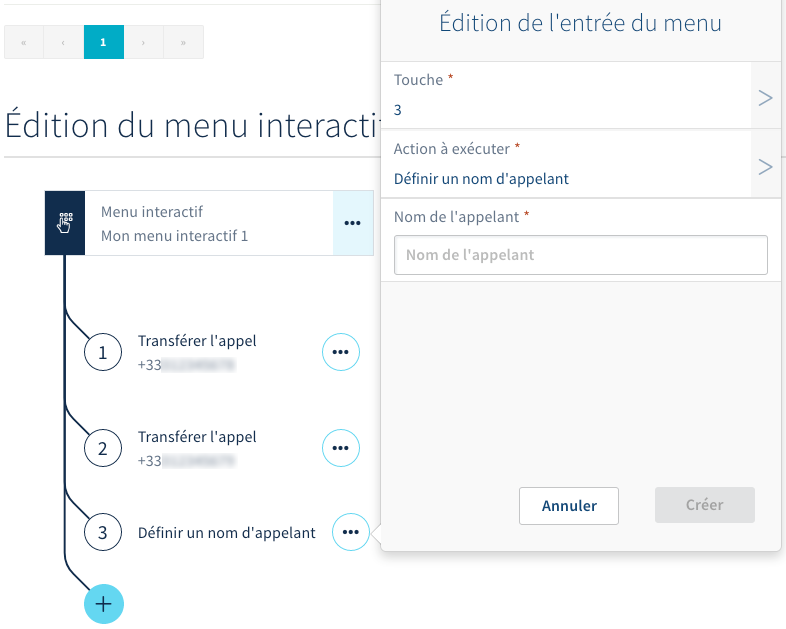 « ‹ 1 › »
Édition du menu interactif
Menu interactif
Mon menu interactif 1
•••
1
Transférer l'appel
+33
•••
2
Transférer l'appel
+33
•••
3
Définir un nom d'appelant
•••
+
Édition de l'entrée du menu
Touche *
3
>
Action à exécuter *
Définir un nom d'appelant
>
Nom de l'appelant *
Nom de l'appelant
Annuler
Créer